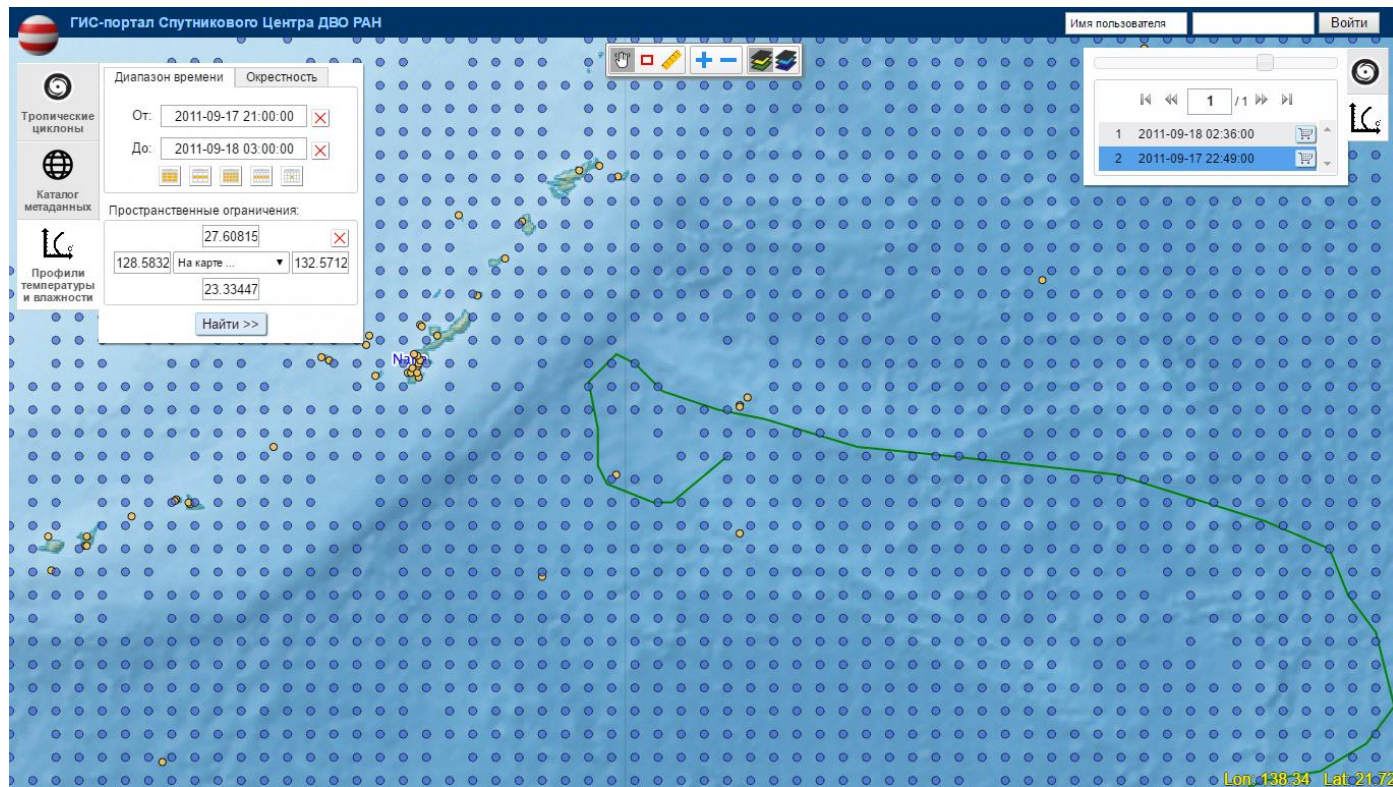 ГИС-портал Спутникового Центра ДВО РАН
Имя пользователя
Войти
Тропические
циклоны
Каталог
метаданных
Профили
температуры
и влажности
Диапазон времени
Окрестность
От:
2011-09-17 21:00:00
До:
2011-09-18 03:00:00
Пространственные ограничения:
27.60815
128.5832
На карте ...
132.5712
23.33447
Найти >>
1
/ 1
1 2011-09-18 02:36:00
2 2011-09-17 22:49:00
Lon: 138.34 Lat: 21.72